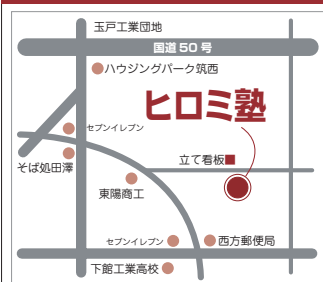 玉戸工業団地
国道50号
ハウジングパーク筑西
ヒロミ塾
セブンイレブン
そば処田澤
立て看板
東陽商工
セブンイレブン
西方郵便局
下館工業高校